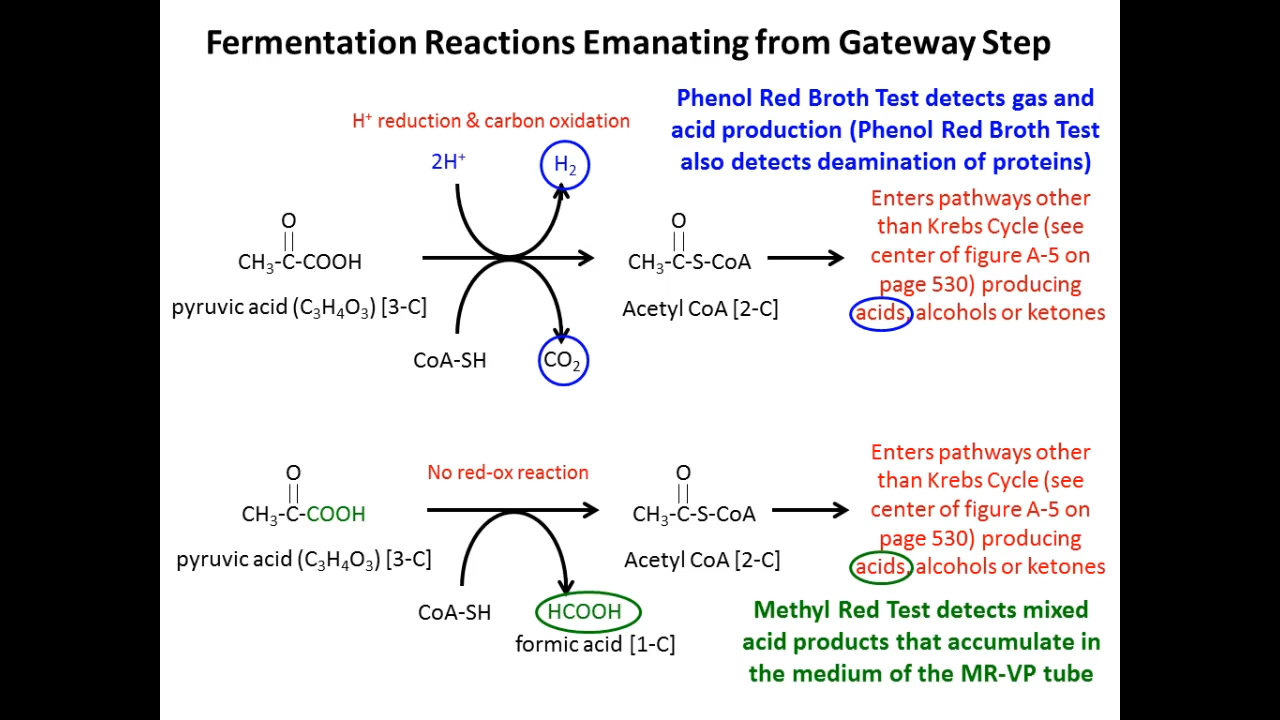 Fermentation Reactions Emanating from Gateway Step
Phenol Red Broth Test detects gas and
acid production (Phenol Red Broth Test
also detects deamination of proteins)
H⁺ reduction & carbon oxidation
2H⁺
H₂
Enters pathways other
than Krebs Cycle (see
center of figure A-5 on
page 530) producing
acids, alcohols or ketones
O
CH₃-C-COOH
pyruvic acid (C₃H₄O₃) [3-C]
O
CH₃-C-S-CoA
Acetyl CoA [2-C]
CoA-SH
CO₂
No red-ox reaction
O
CH₃-C-COOH
pyruvic acid (C₃H₄O₃) [3-C]
O
CH₃-C-S-CoA
Acetyl CoA [2-C]
Enters pathways other
than Krebs Cycle (see
center of figure A-5 on
page 530) producing
acids, alcohols or ketones
CoA-SH
HCOOH
formic acid [1-C]
Methyl Red Test detects mixed
acid products that accumulate in
the medium of the MR-VP tube